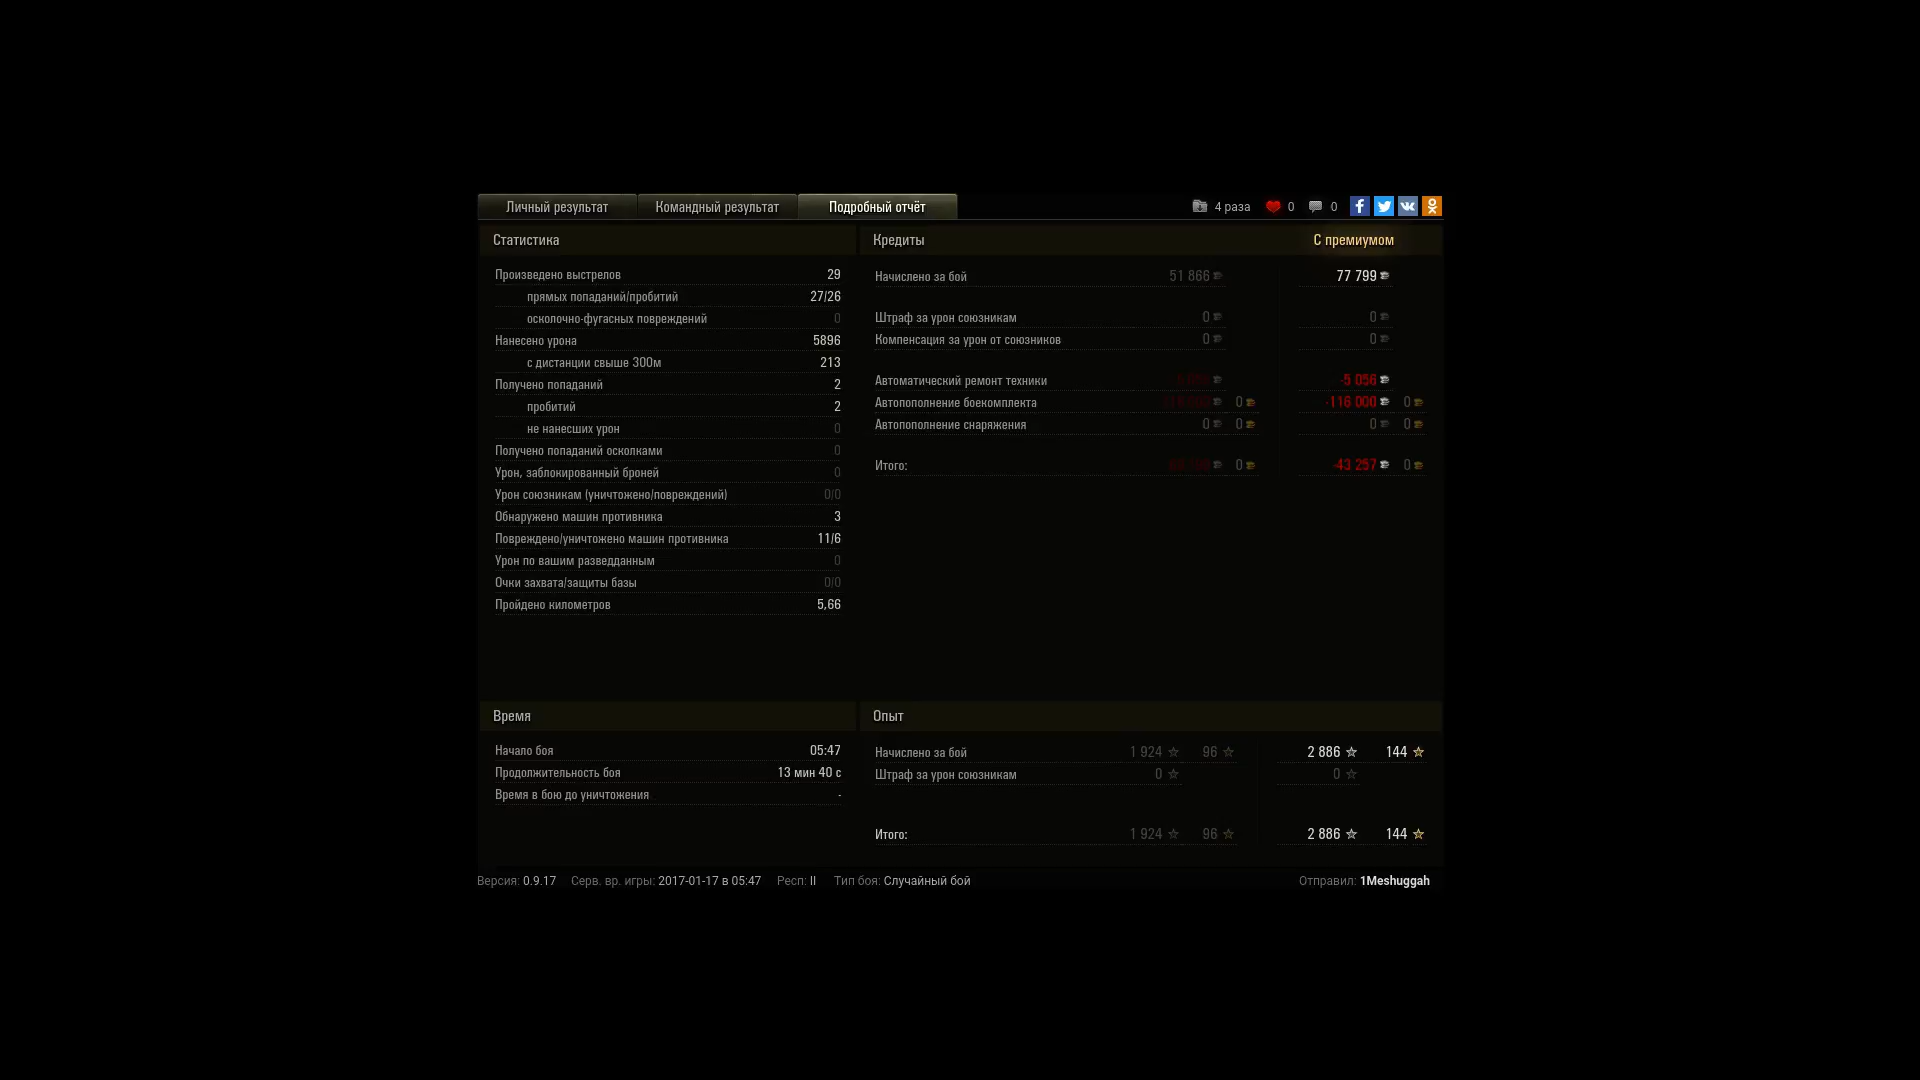 Личный результат Командный результат Подробный отчёт 4 раза 0 0
Статистика
Произведено выстрелов 29
прямых попаданий/пробитий 27/26
осколочно-фугасных повреждений 0
Нанесено урона 5896
с дистанции свыше 300м 213
Получено попаданий 2
пробитий 2
не нанесших урон 0
Получено попаданий осколками 0
Урон, заблокированный броней 0
Урон союзникам (уничтожено/повреждений) 0/0
Обнаружено машин противника 3
Повреждено/уничтожено машин противника 11/6
Урон по вашим разведданным 0
Очки захвата/защиты базы 0/0
Пройдено километров 5,66
Кредиты С премиумом
Начислено за бой 51 866 77 799
Штраф за урон союзникам 0 0
Компенсация за урон от союзников 0 0
Автоматический ремонт техники -5 056
Автопополнение боекомплекта 0 -116 000 0
Автопополнение снаряжения 0 0 0 0
Итого: 0 -43 257 0
Время
Начало боя 05:47
Продолжительность боя 13 мин 40 с
Время в бою до уничтожения -
Опыт
Начислено за бой 1 924 96 2 886 144
Штраф за урон союзникам 0 0
Итого: 1 924 96 2 886 144
Версия: 0.9.17 Серв. вр. игры: 2017-01-17 в 05:47 Респ: II Тип боя: Случайный бой Отправил: 1Meshuggah